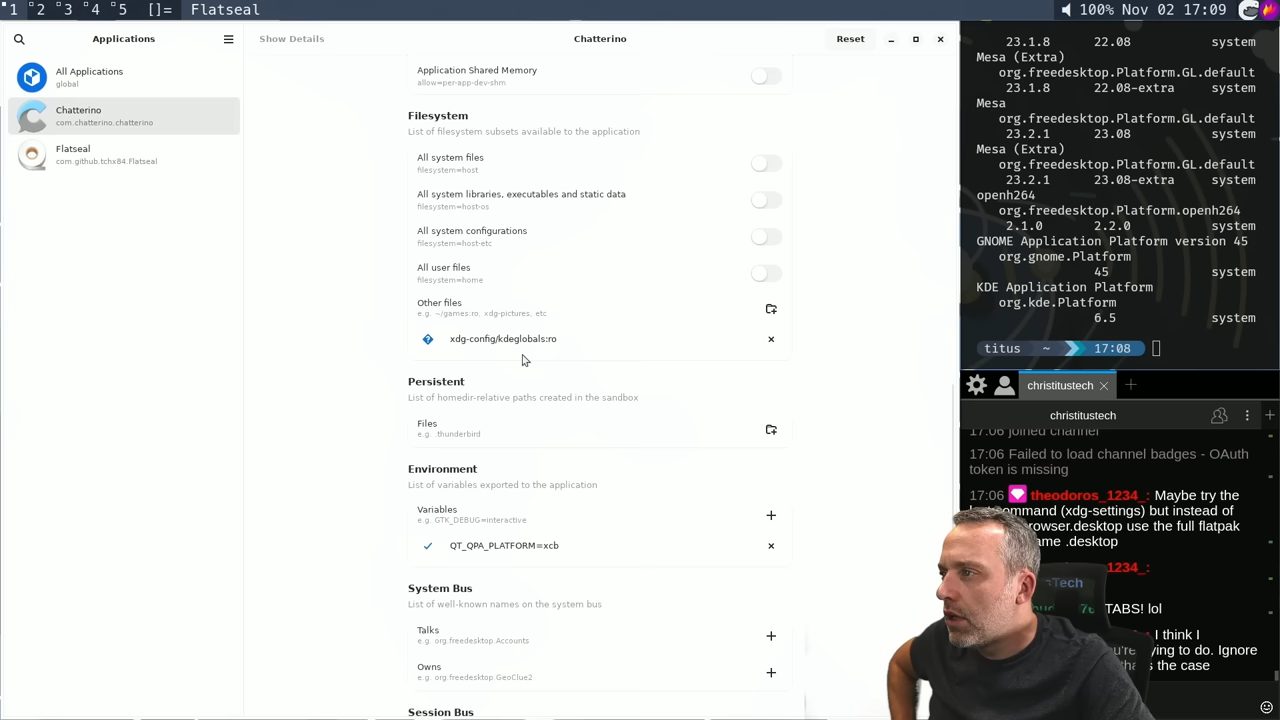 1 2 3 4 5 []= Flatseal
100% Nov 02 17:09
Applications
All Applications
global
Chatterino
com.chatterino.chatterino
Flatseal
com.github.tchx84.Flatseal
Show Details
Chatterino
Reset
Application Shared Memory
allow=per-app-dev-shm
Filesystem
List of filesystem subsets available to the application
All system files
filesystem=host
All system libraries, executables and static data
filesystem=host-os
All system configurations
filesystem=host-etc
All user files
filesystem=home
Other files
e.g. ~/games:ro, xdg-pictures, etc
xdg-config/kdeglobals:ro
Persistent
List of homedir-relative paths created in the sandbox
Files
e.g. .thunderbird
Environment
List of variables exported to the application
Variables
e.g. GTK_DEBUG=interactive
QT_QPA_PLATFORM=xcb
System Bus
List of well-known names on the system bus
Talks
e.g. org.freedesktop.Accounts
Owns
e.g. org.freedesktop.GeoClue2
Session Bus
23.1.8 22.08 system
Mesa (Extra)
org.freedesktop.Platform.GL.default
23.1.8 22.08-extra system
Mesa
org.freedesktop.Platform.GL.default
23.2.1 23.08 system
Mesa (Extra)
org.freedesktop.Platform.GL.default
23.2.1 23.08-extra system
openh264
org.freedesktop.Platform.openh264
2.1.0 2.2.0 system
GNOME Application Platform version 45
org.gnome.Platform
45 system
KDE Application Platform
org.kde.Platform
6.5 system
titus ~ 17:08
christitustech
christitustech
17:06 joined channel
17:06 Failed to load channel badges - OAuth
token is missing
17:06 theodoros_1234_: Maybe try the
command (xdg-settings) but instead of
browser.desktop use the full flatpak
.desktop
1234_:
Tech
TABS! lol
I think I
to do. Ignore
the case